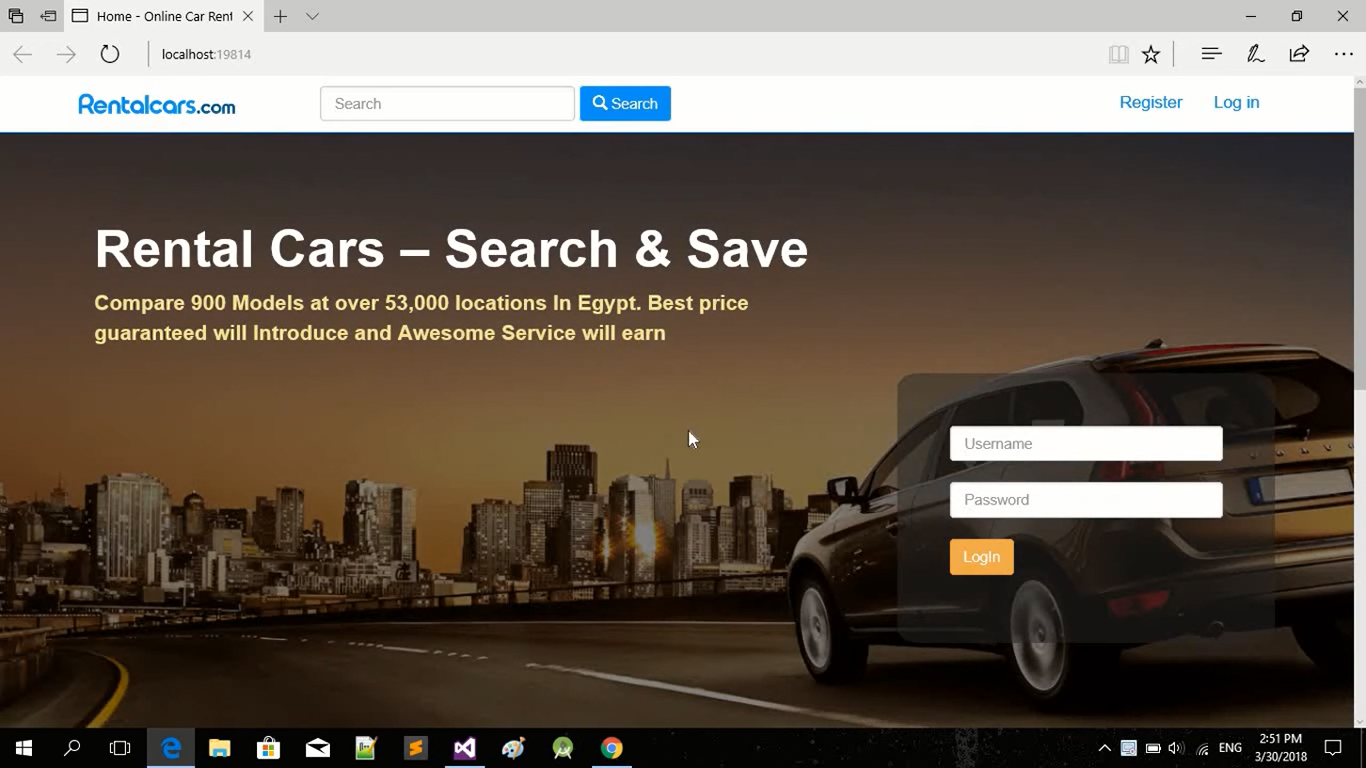 Home - Online Car Rent
localhost:19814
Rentalcars.com
Search
Search
Register
Log in
Rental Cars – Search & Save
Compare 900 Models at over 53,000 locations In Egypt. Best price
guaranteed will Introduce and Awesome Service will earn
Username
Password
LogIn
ENG
2:51 PM
3/30/2018